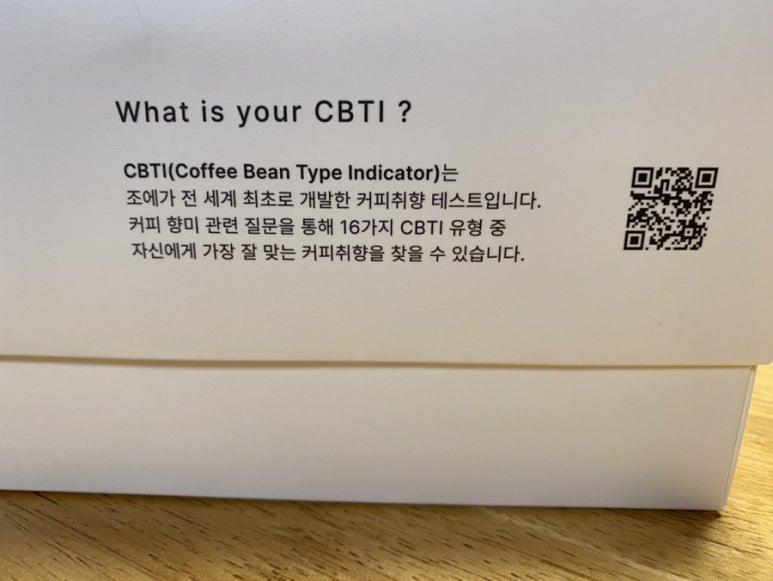 What is your CBTI ?
CBTI(Coffee Bean Type Indicator)는
조에가 전 세계 최초로 개발한 커피취향 테스트입니다.
커피 향미 관련 질문을 통해 16가지 CBTI 유형 중
자신에게 가장 잘 맞는 커피취향을 찾을 수 있습니다.